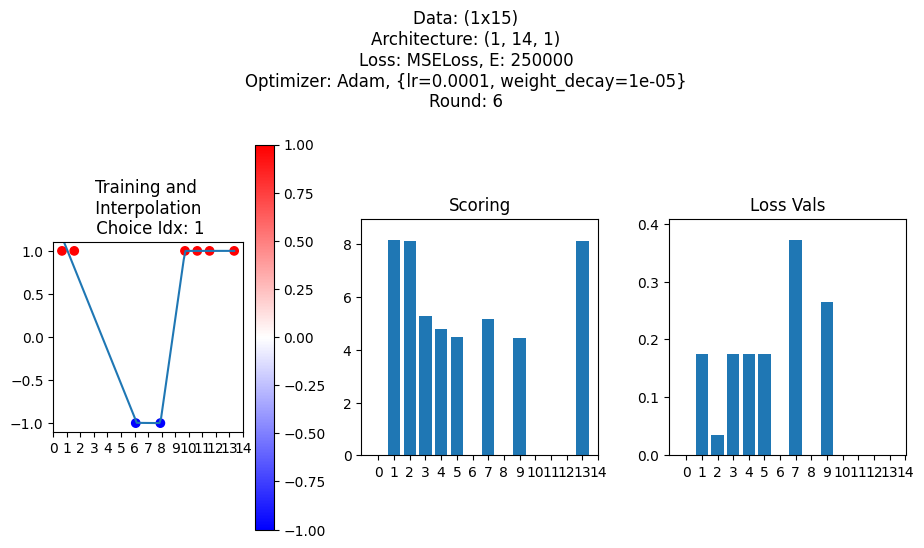 Data: (1x15)
Architecture: (1, 14, 1)
Loss: MSELoss, E: 250000
Optimizer: Adam, {lr=0.0001, weight_decay=1e-05}
Round: 6
Training and
Interpolation
Choice Idx: 1
1.0
0.5
0.0
−0.5
−1.0
0 1 2 3 4 5 6 7 8 9 10 11 12 13 14
1.00
0.75
0.50
0.25
0.00
−0.25
−0.50
−0.75
−1.00
Scoring
8
6
4
2
0
0 1 2 3 4 5 6 7 8 9 10 11 12 13 14
Loss Vals
0.4
0.3
0.2
0.1
0.0
0 1 2 3 4 5 6 7 8 9 10 11 12 13 14